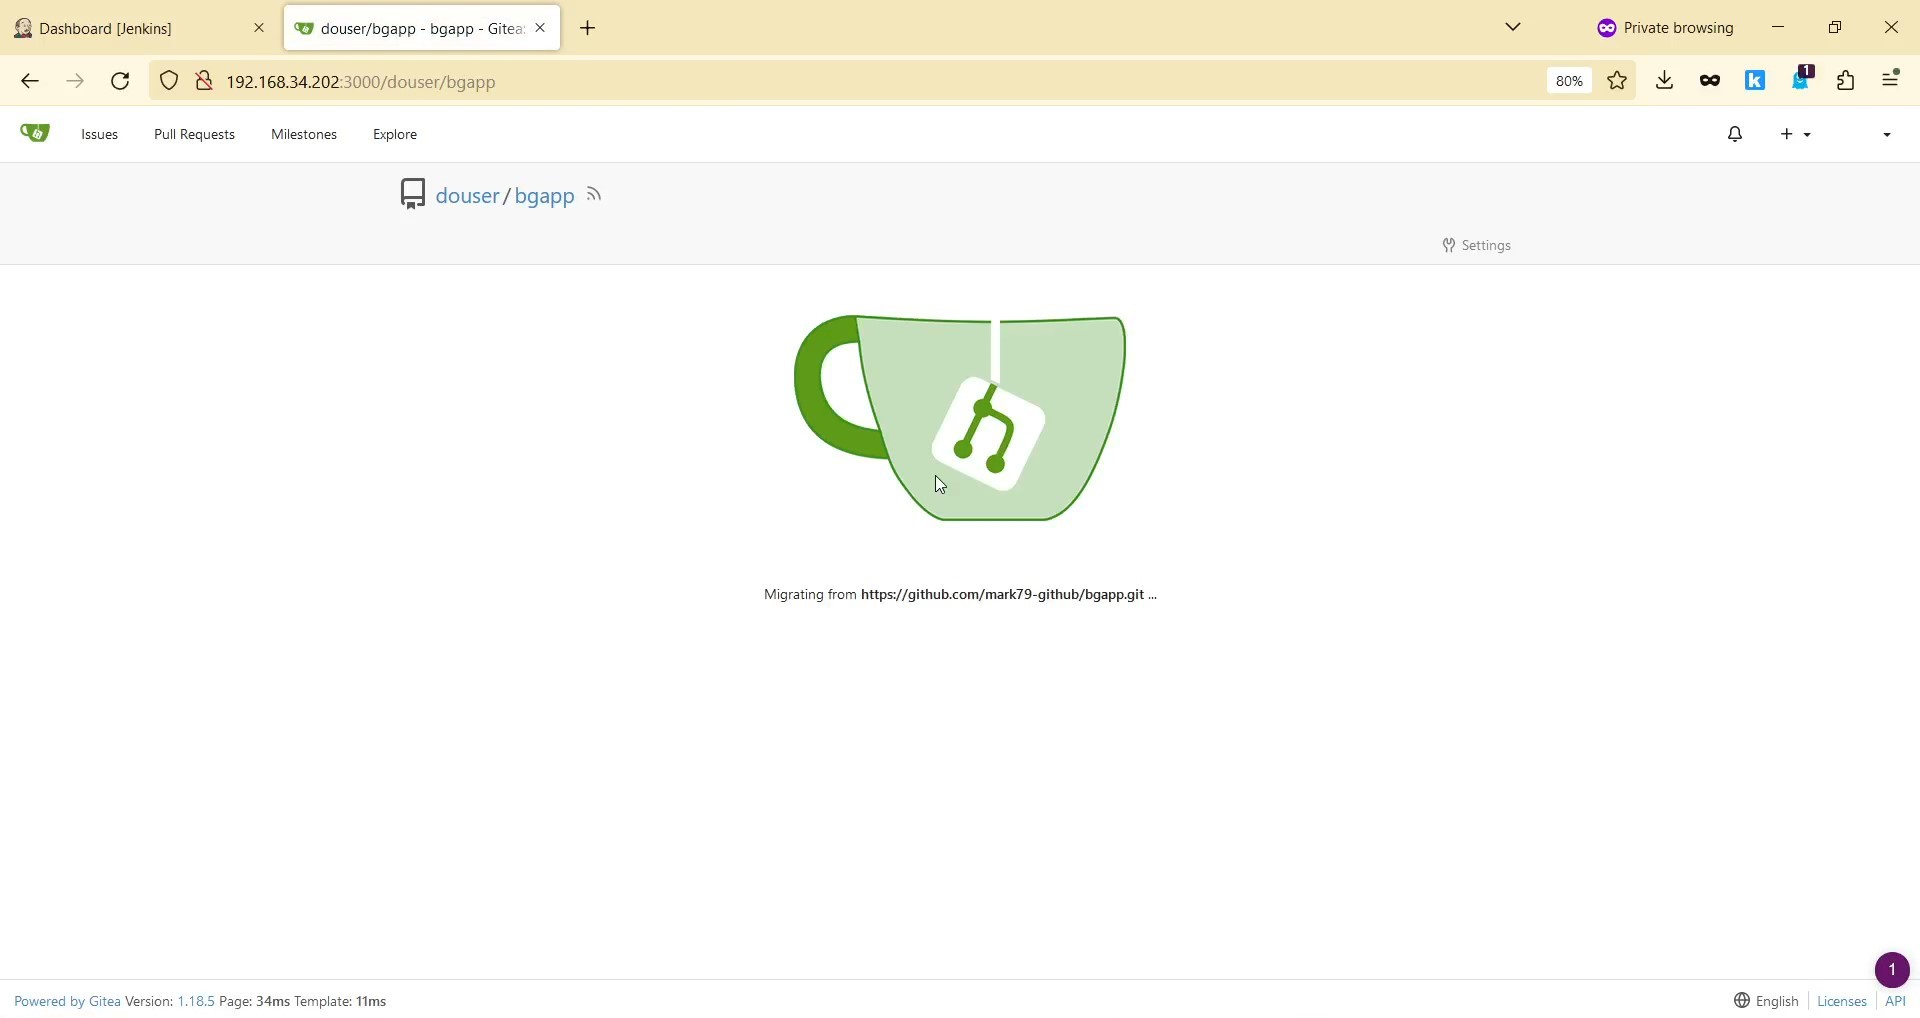 Dashboard [Jenkins]
douser/bgapp - bgapp - Gitea:
Private browsing
192.168.34.202:3000/douser/bgapp
80%
1
Issues
Pull Requests
Milestones
Explore
douser/bgapp
Settings
Migrating from https://github.com/mark79-github/bgapp.git ...
1
Powered by Gitea Version: 1.18.5 Page: 34ms Template: 11ms
English
Licenses
API